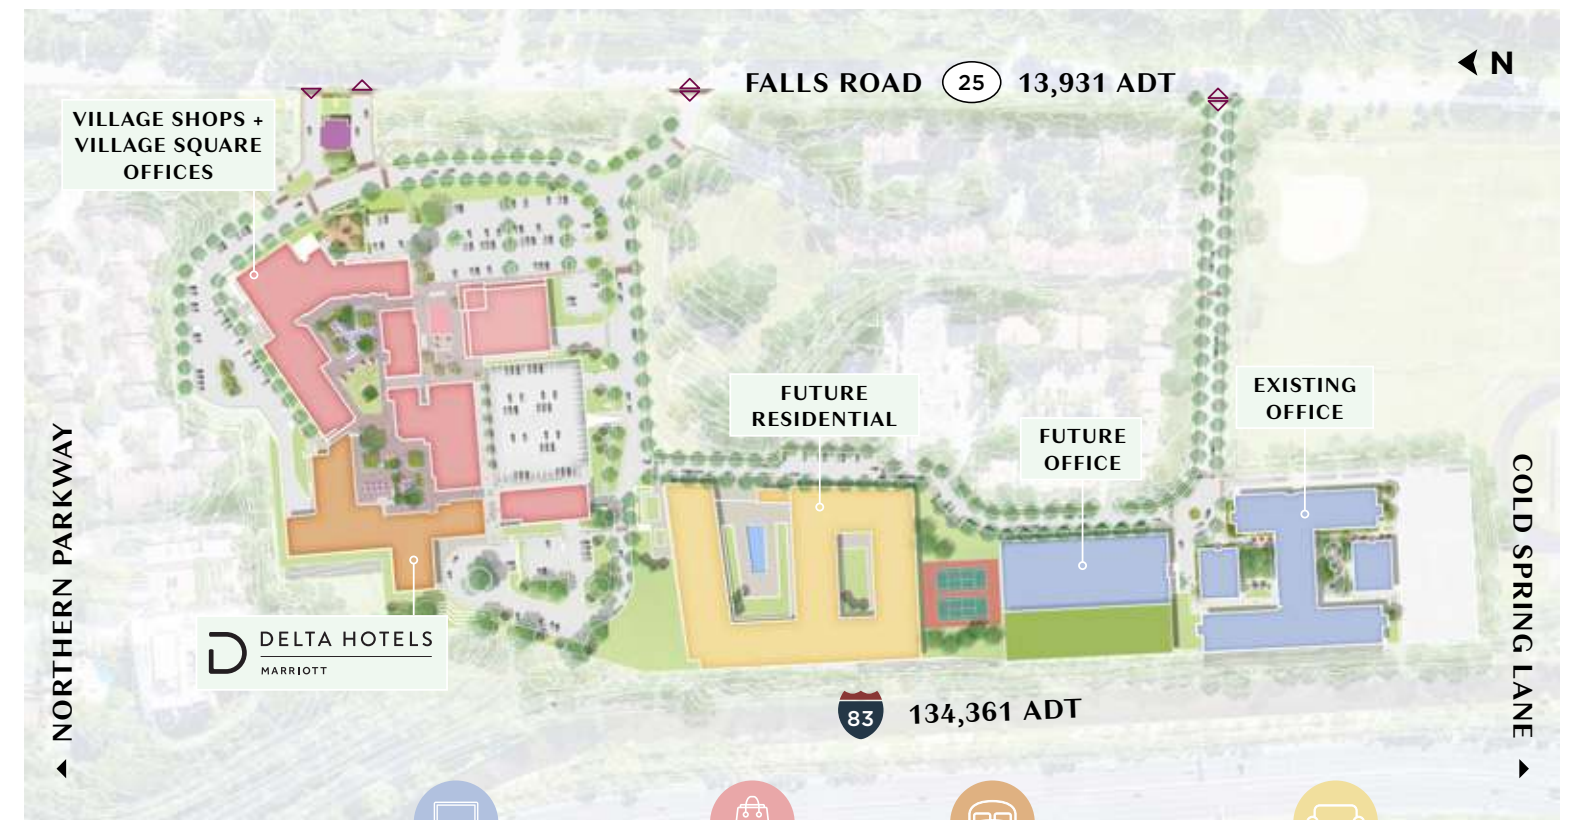 FALLS ROAD 25 13,931 ADT
N
VILLAGE SHOPS +
VILLAGE SQUARE
OFFICES
FUTURE
RESIDENTIAL
EXISTING
OFFICE
FUTURE
OFFICE
NORTHERN PARKWAY
COLD SPRING LANE
DELTA HOTELS
MARRIOTT
83 134,361 ADT